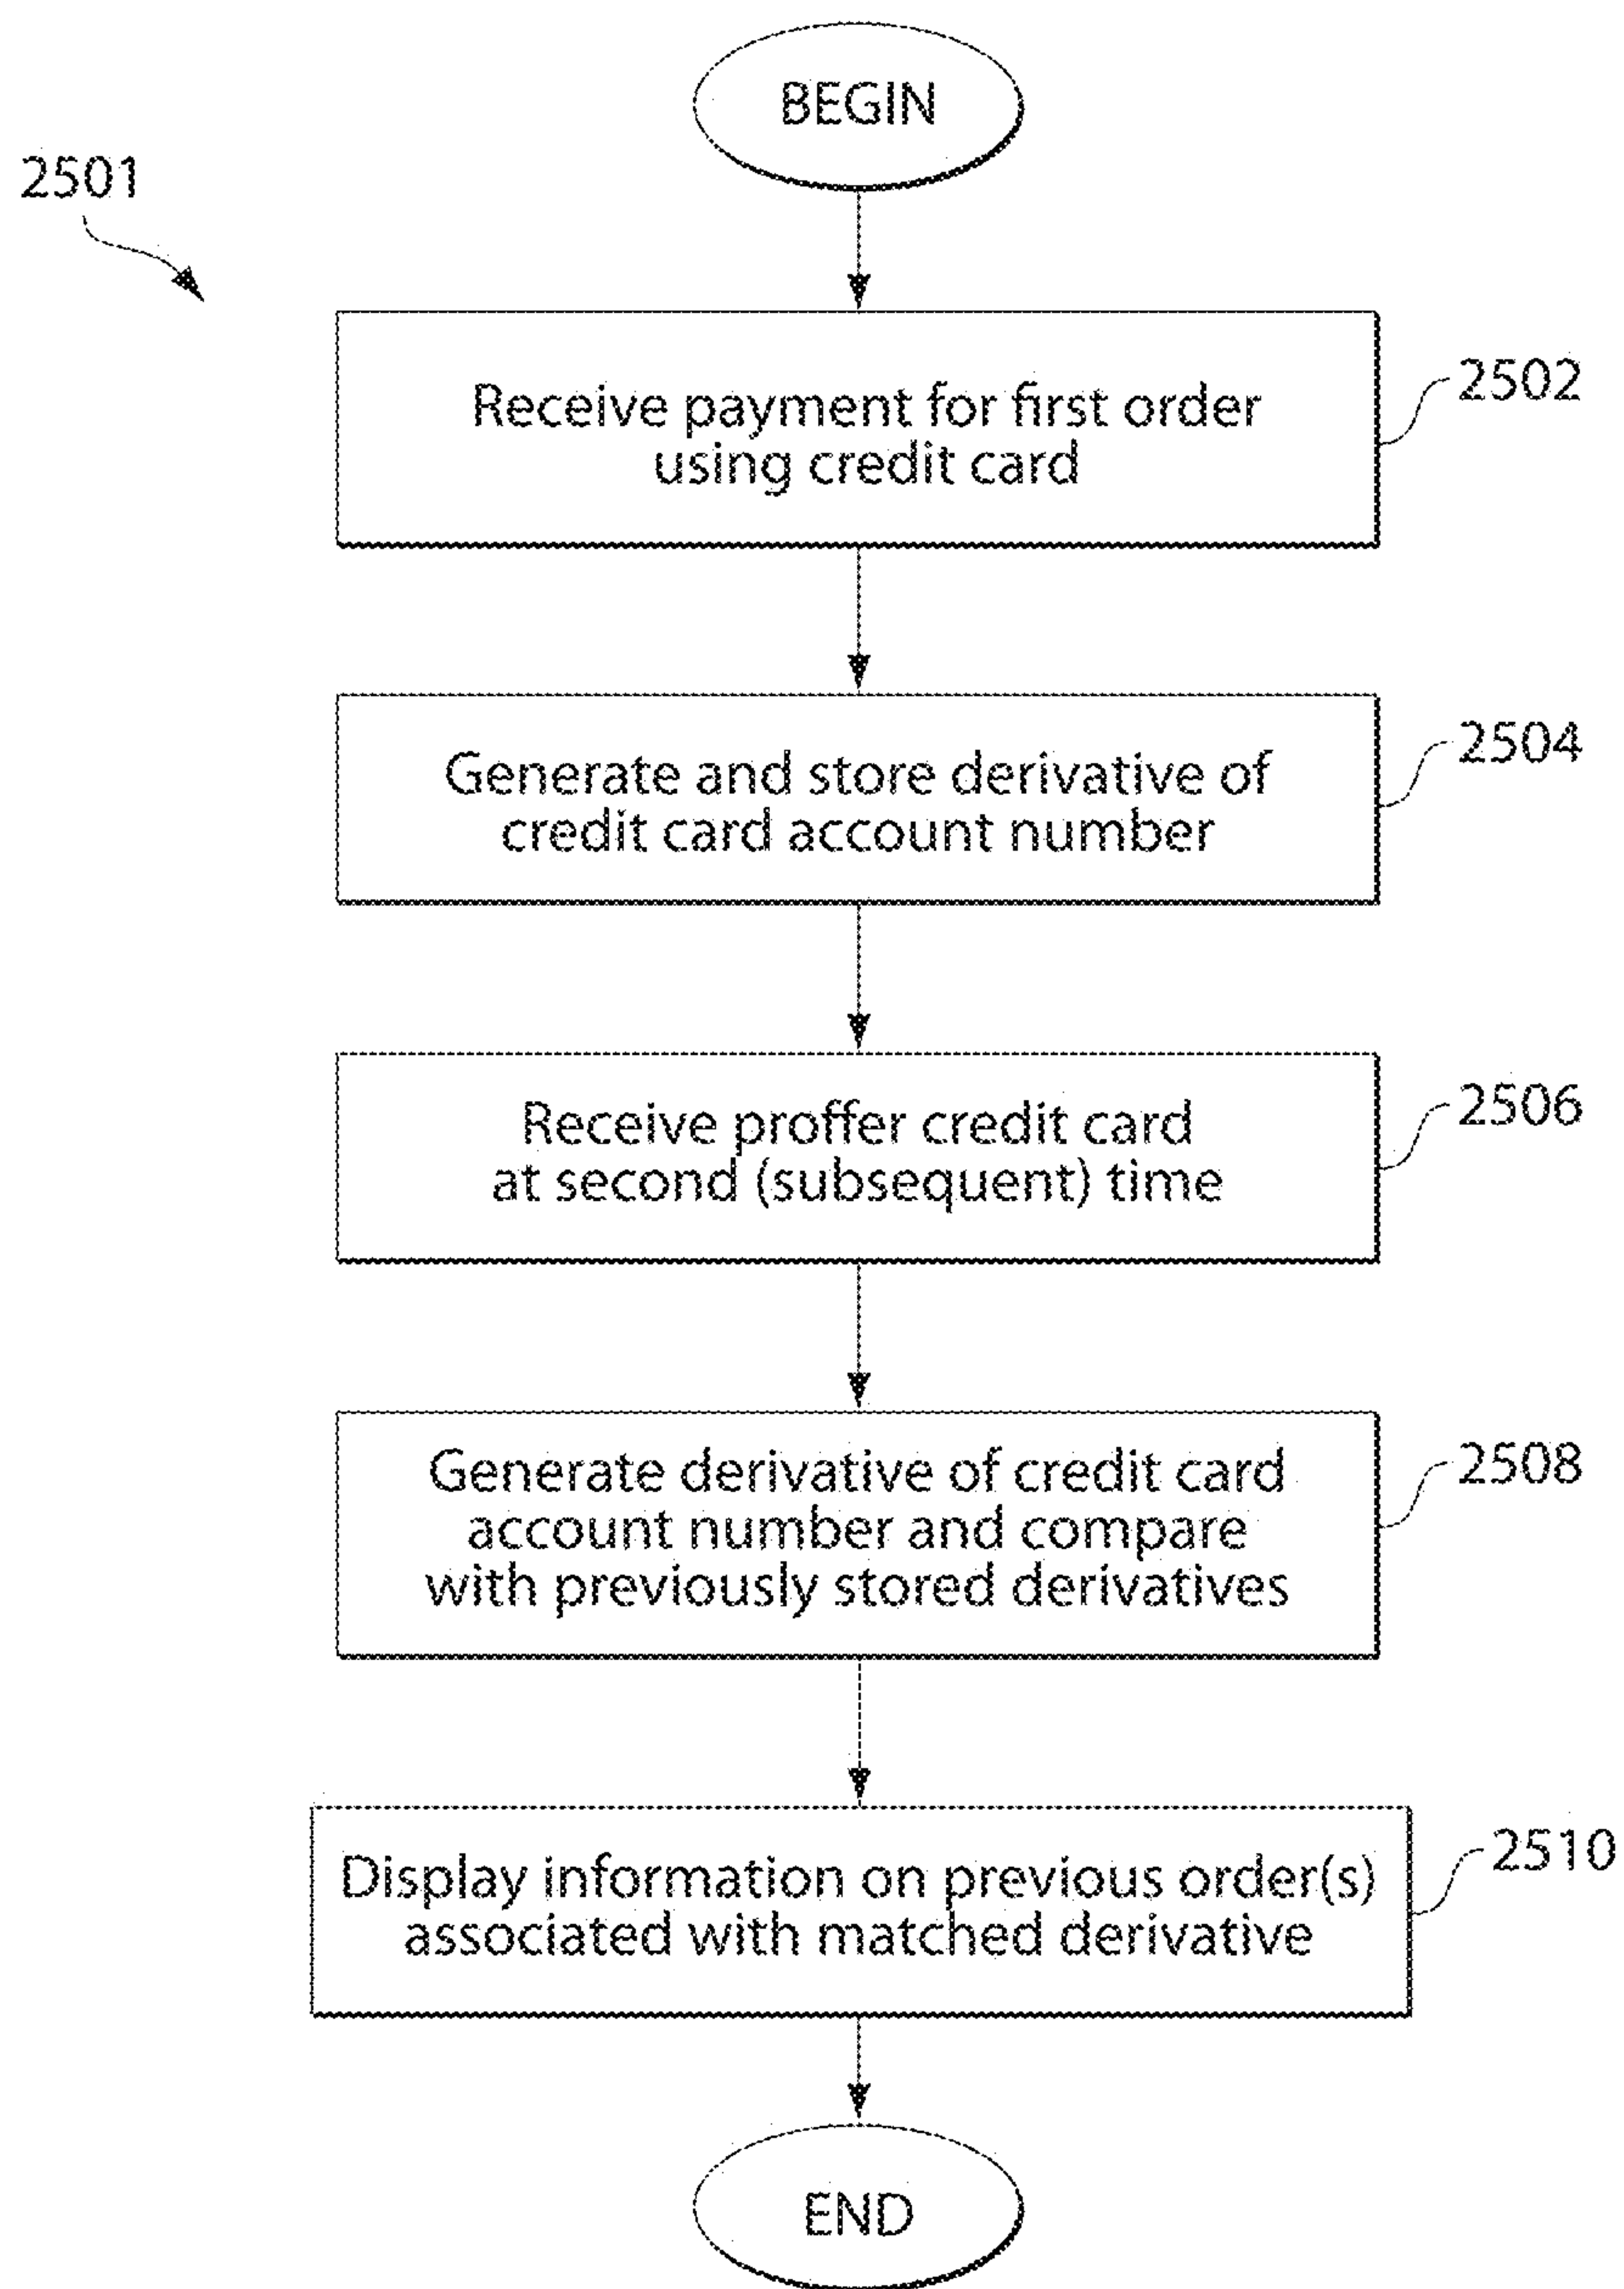 BEGIN
2501
Receive payment for first order
using credit card
2502
Generate and store derivative of
credit card account number
2504
Receive proffer credit card
at second (subsequent) time
2506
Generate derivative of credit card
account number and compare
with previously stored derivatives
2508
Display information on previous order(s)
associated with matched derivative
2510
END